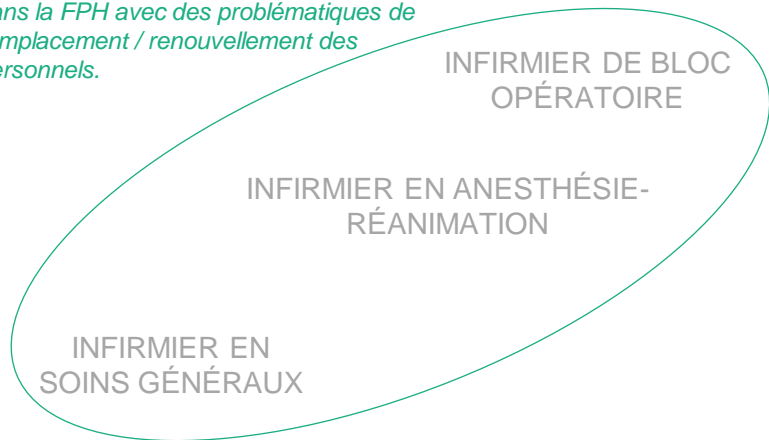 ans la FPH avec des problématiques de
mplacement / renouvellement des
ersonnels.
INFIRMIER DE BLOC
OPÉRATOIRE
INFIRMIER EN ANESTHÉSIE-
RÉANIMATION
INFIRMIER EN
SOINS GÉNÉRAUX